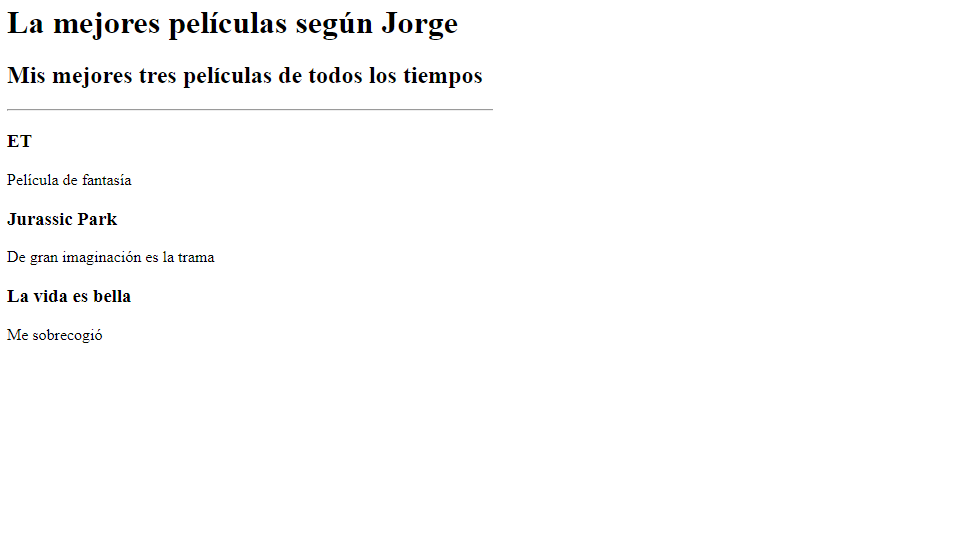 La mejores películas según Jorge
Mis mejores tres películas de todos los tiempos
ET
Película de fantasía
Jurassic Park
De gran imaginación es la trama
La vida es bella
Me sobrecogió